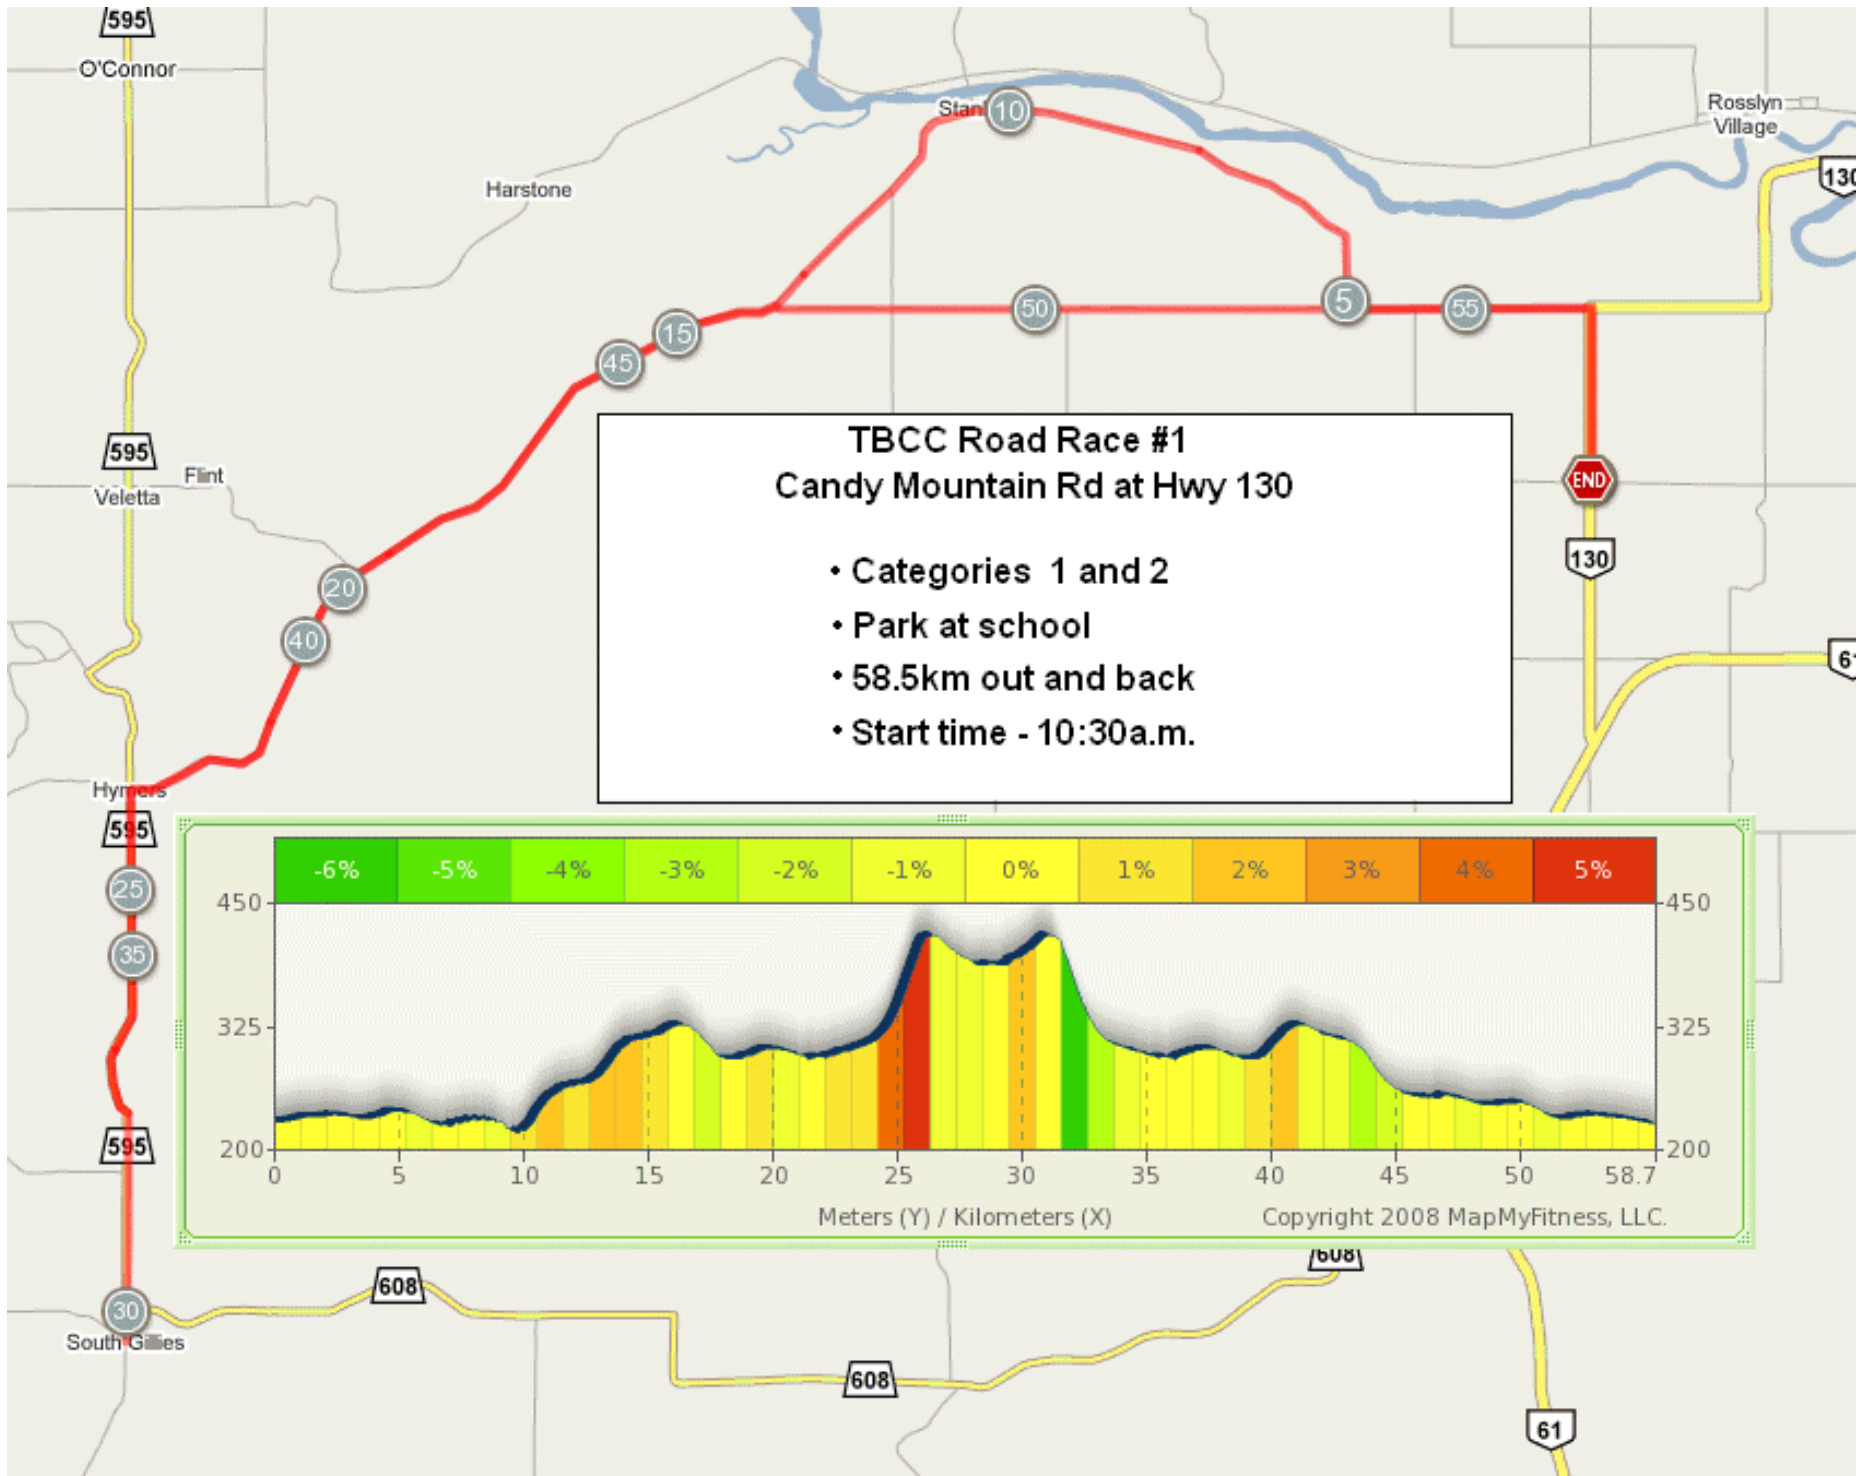 595
O'Connor
10
Rosslyn
Village
130
Harstone
50
5
55
15
45
595
Veletta
Flint
END
130
TBCC Road Race #1
Candy Mountain Rd at Hwy 130
• Categories 1 and 2
• Park at school
• 58.5km out and back
• Start time - 10:30a.m.
20
40
Hymers
595
25
35
595
-6% -5% -4% -3% -2% -1% 0% 1% 2% 3% 4% 5%
450 450
325 325
200 200
0 5 10 15 20 25 30 35 40 45 50 58.7
Meters (Y) / Kilometers (X) Copyright 2008 MapMyFitness, LLC.
608
608
30
South
608
61